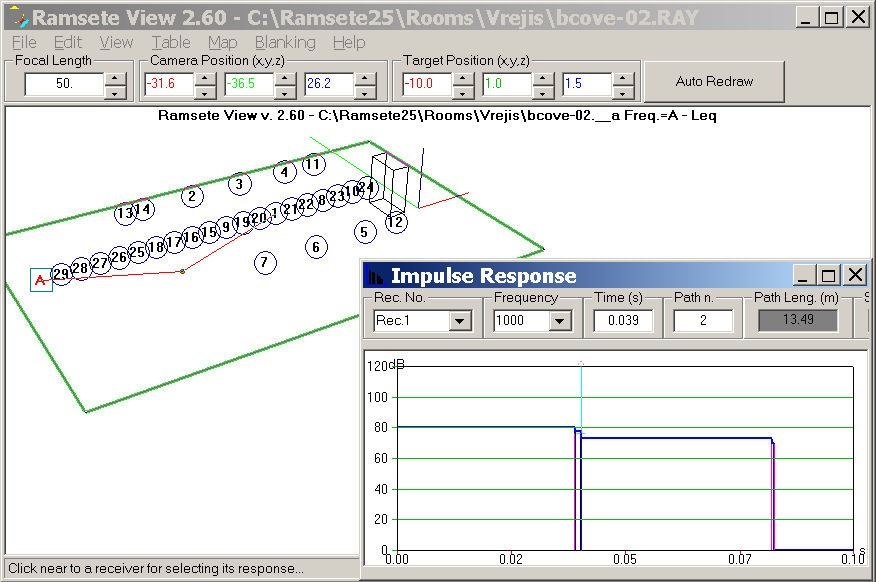 Ramsete View 2.60 - C:\Ramsete25\Rooms\Vrejis\bcove-02.RAY
File Edit View Table Map Blanking Help
Focal Length Camera Position (x,y,z) Target Position (x,y,z)
50. -31.6 -36.5 26.2 -10.0 1.0 1.5 Auto Redraw
Ramsete View v. 2.60 - C:\Ramsete25\Rooms\Vrejis\bcove-02.__a Freq.=A - Leq
11
4
3
2
13 14
29 28 27 26 25 18 17 16 15 9 19 20 1 21 22 8 23 10 24
12
5
6
7
A
Impulse Response
Rec. No. Frequency Time (s) Path n. Path Leng. (m) S
Rec.1 1000 0.039 2 13.49
120 dB
100
80
60
40
20
0
0.00 0.02 0.05 0.07 0.10 s
Click near to a receiver for selecting its response...